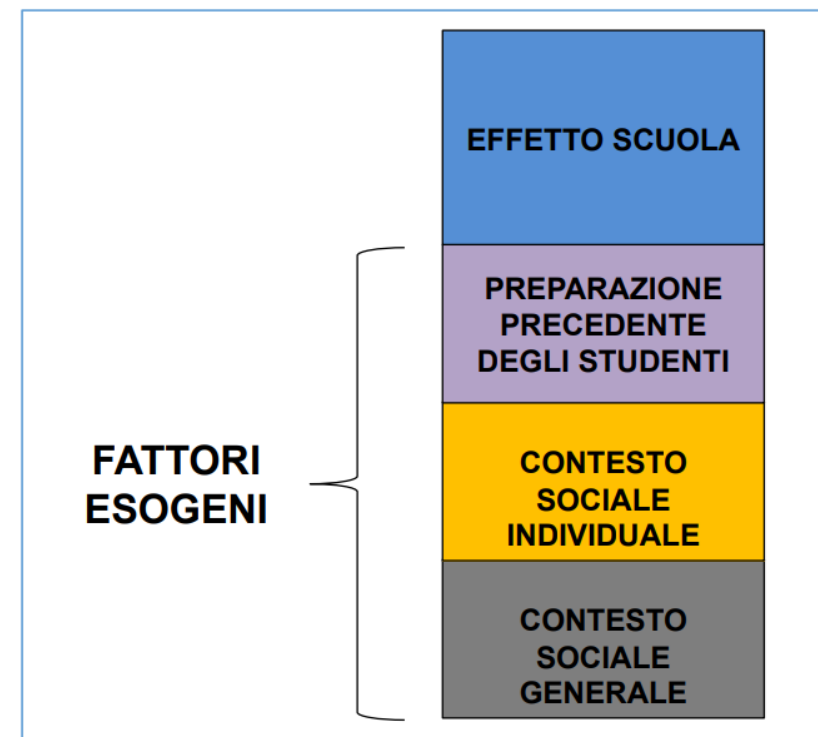 EFFETTO SCUOLA
PREPARAZIONE
PRECEDENTE
DEGLI STUDENTI
FATTORI
ESOGENI
CONTESTO
SOCIALE
INDIVIDUALE
CONTESTO
SOCIALE
GENERALE